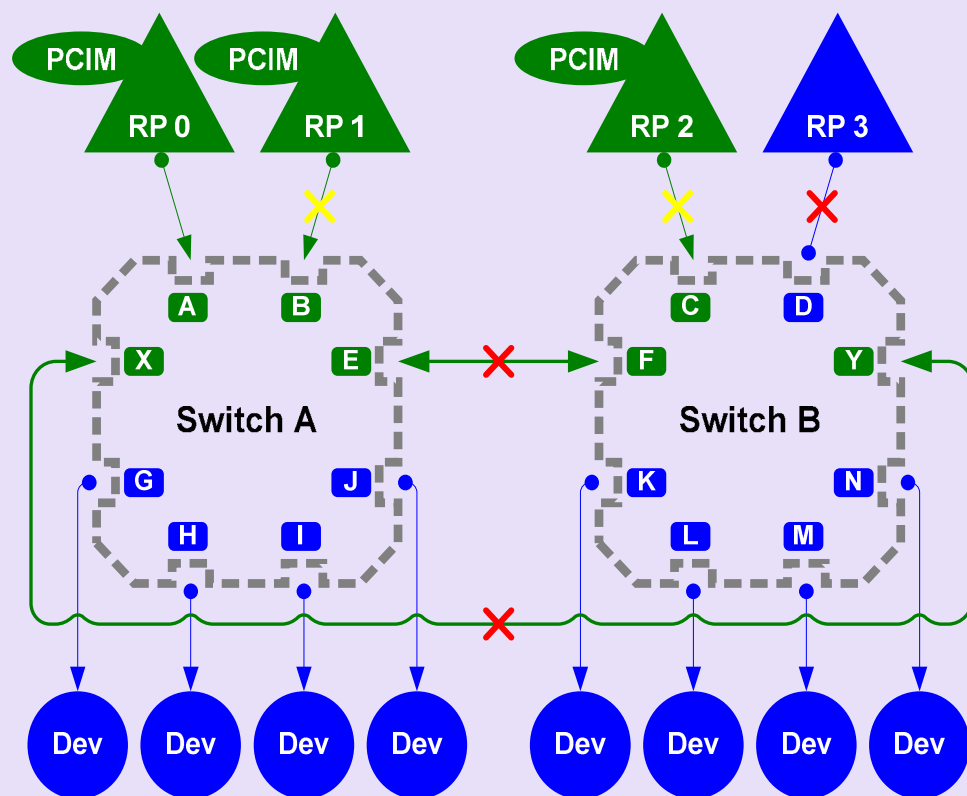 PCIM
PCIM
PCIM
RP 0
RP 1
RP 2
RP 3
A
B
C
D
X
E
F
Y
Switch A
Switch B
G
J
K
N
H
I
L
M
Dev
Dev
Dev
Dev
Dev
Dev
Dev
Dev